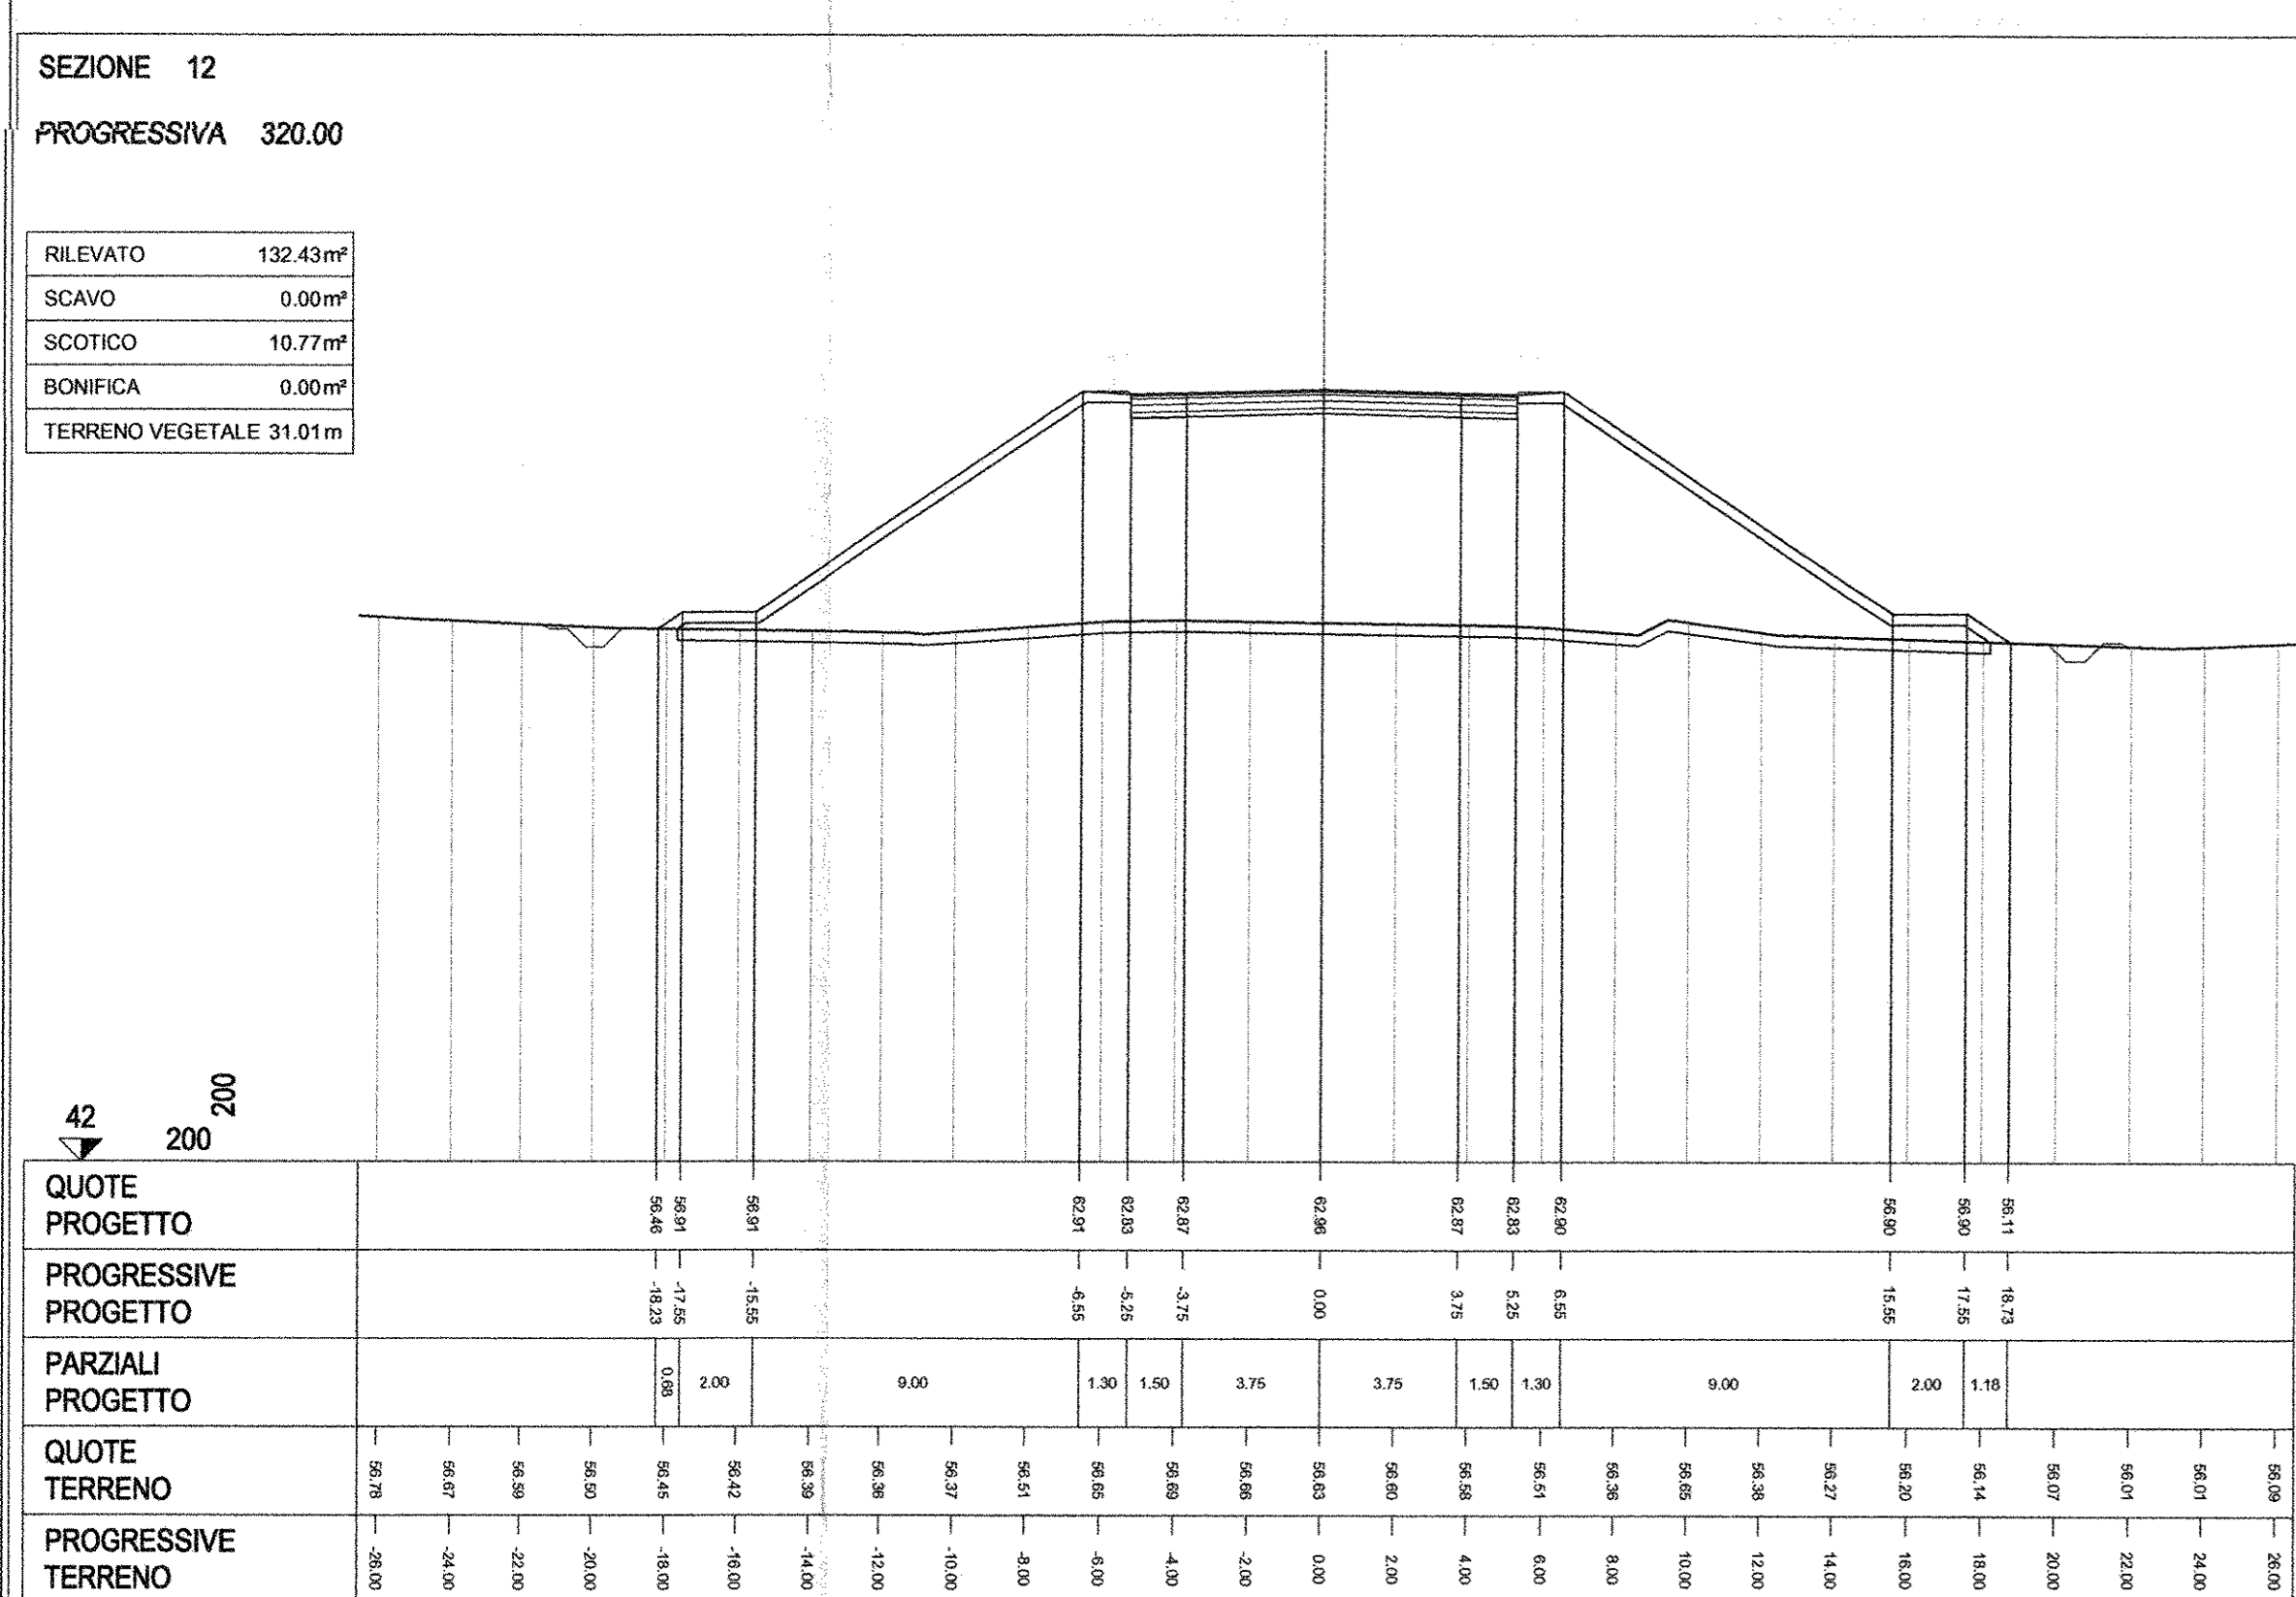 SEZIONE 12
PROGRESSIVA 320.00
RILEVATO 132.43m²
SCAVO 0.00m²
SCOTICO 10.77m²
BONIFICA 0.00m²
TERRENO VEGETALE 31.01m
200
42
200
QUOTE
PROGETTO
56.46 56.91 56.91 62.91 62.83 62.87 62.96 62.87 62.83 62.90 56.90 56.90 56.11
PROGRESSIVE
PROGETTO
-18.23 -17.55 -15.55 -6.55 -5.25 -3.75 0.00 3.75 5.25 6.55 15.55 17.55 18.73
PARZIALI
PROGETTO
0.68 2.00 9.00 1.30 1.50 3.75 3.75 1.50 1.30 9.00 2.00 1.18
QUOTE
TERRENO
56.78 56.67 56.59 56.50 56.45 56.42 56.39 56.36 56.37 56.51 56.65 56.69 56.66 56.63 56.60 56.58 56.51 56.36 56.65 56.38 56.27 56.20 56.14 56.07 56.01 56.01 56.09
PROGRESSIVE
TERRENO
-26.00 -24.00 -22.00 -20.00 -18.00 -16.00 -14.00 -12.00 -10.00 -8.00 -6.00 -4.00 -2.00 0.00 2.00 4.00 6.00 8.00 10.00 12.00 14.00 16.00 18.00 20.00 22.00 24.00 26.00